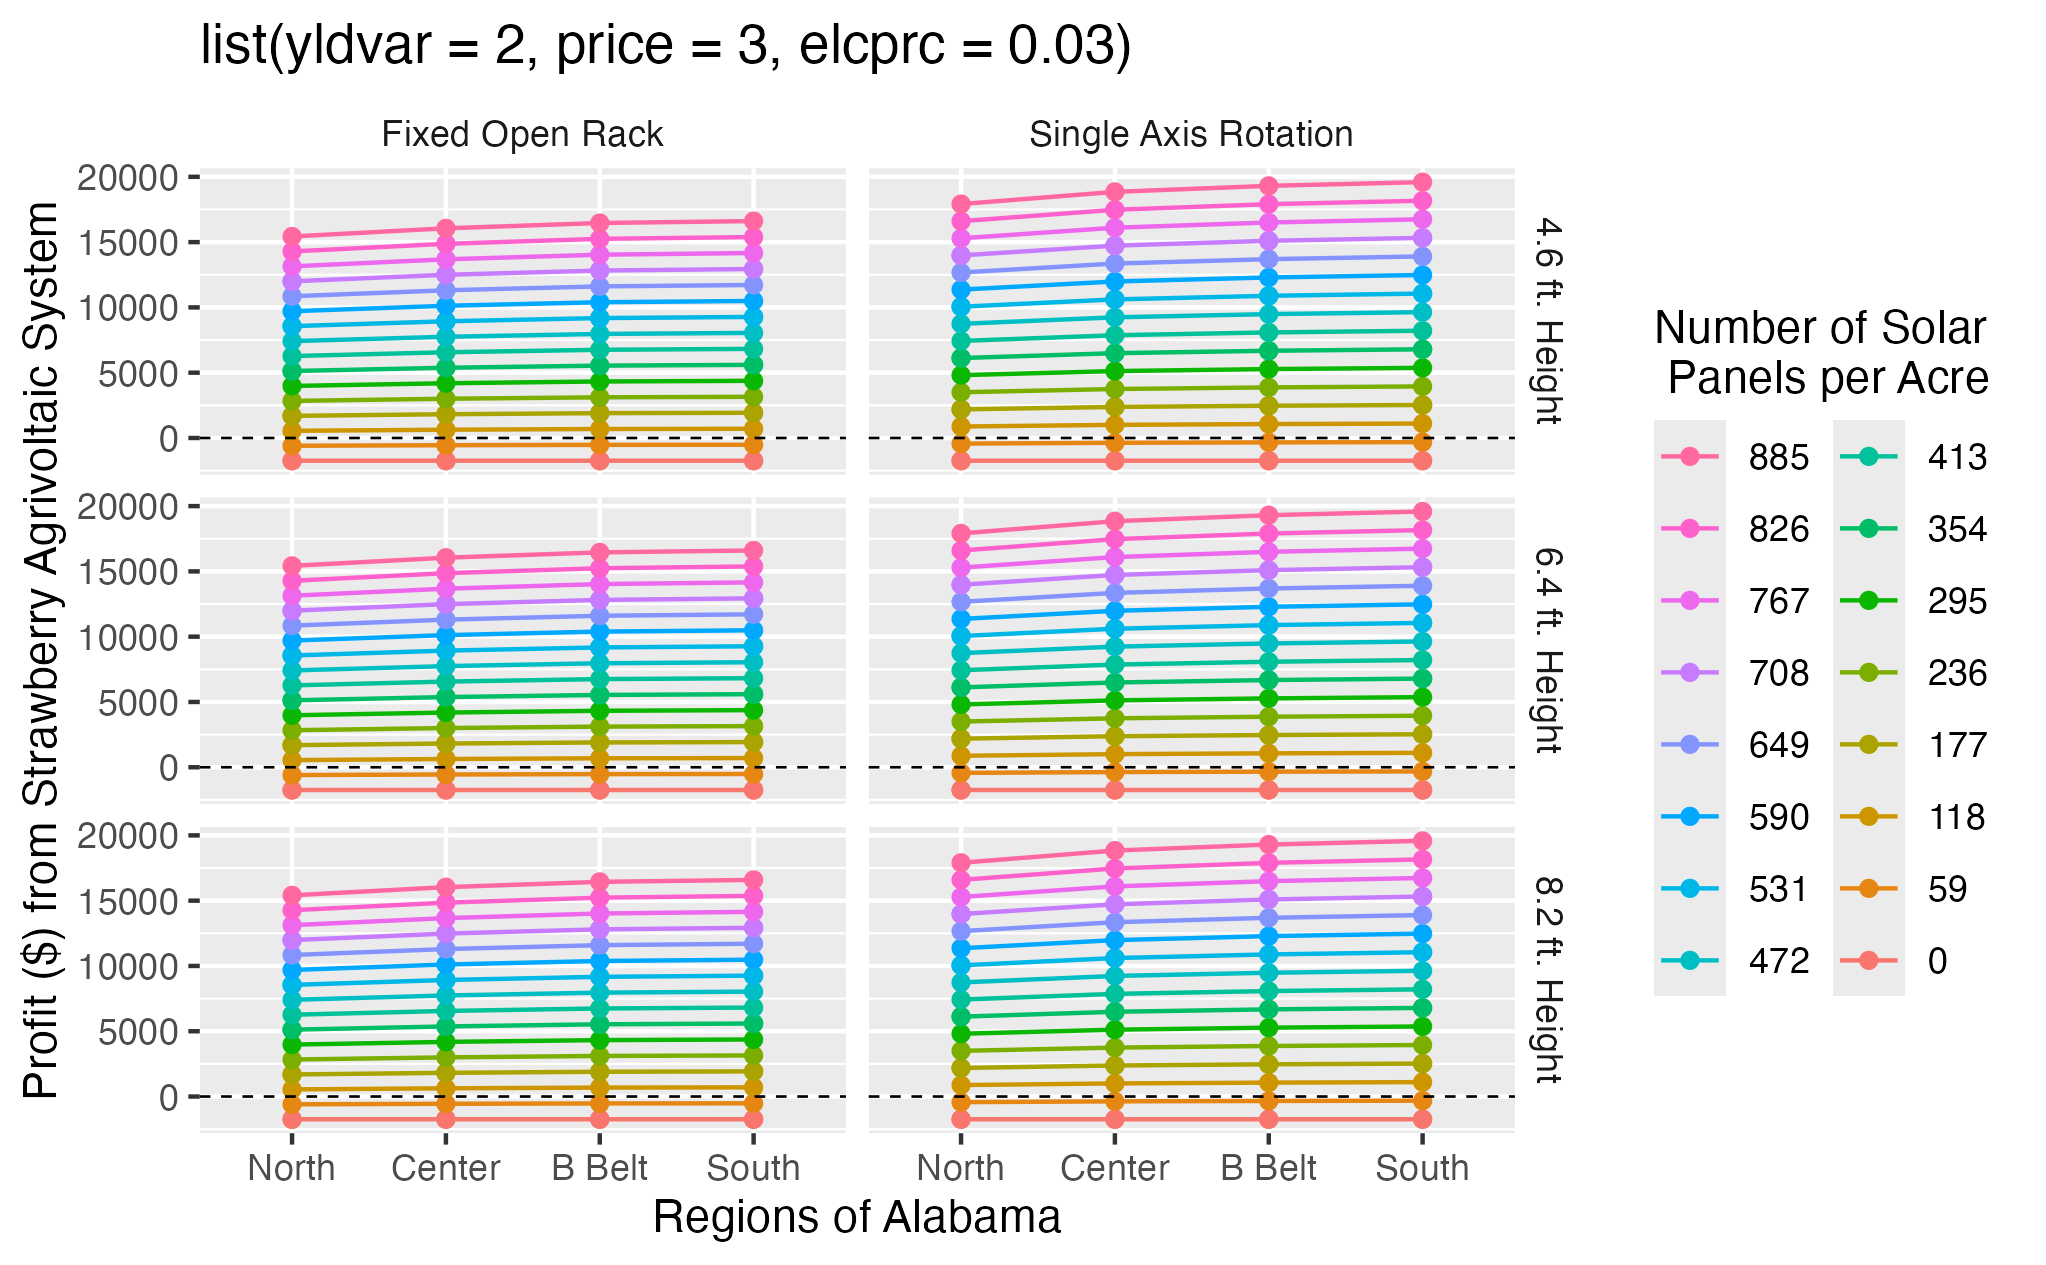 list(yldvar = 2, price = 3, elcprc = 0.03)
Fixed Open Rack
Single Axis Rotation
Profit ($) from Strawberry Agrivoltaic System
20000
15000
10000
5000
0
4.6 ft. Height
20000
15000
10000
5000
0
6.4 ft. Height
20000
15000
10000
5000
0
8.2 ft. Height
North Center B Belt South
North Center B Belt South
Regions of Alabama
Number of Solar
Panels per Acre
885 413
826 354
767 295
708 236
649 177
590 118
531 59
472 0